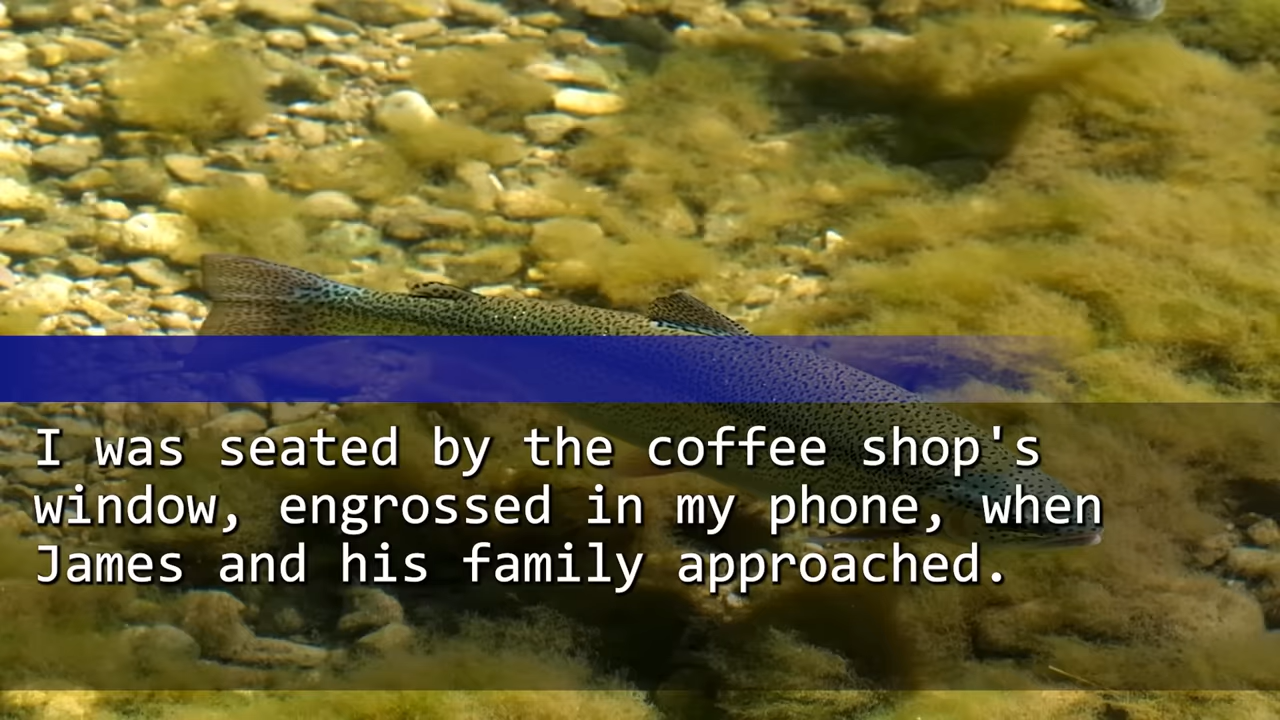 I was seated by the coffee shop's
window, engrossed in my phone, when
James and his family approached.